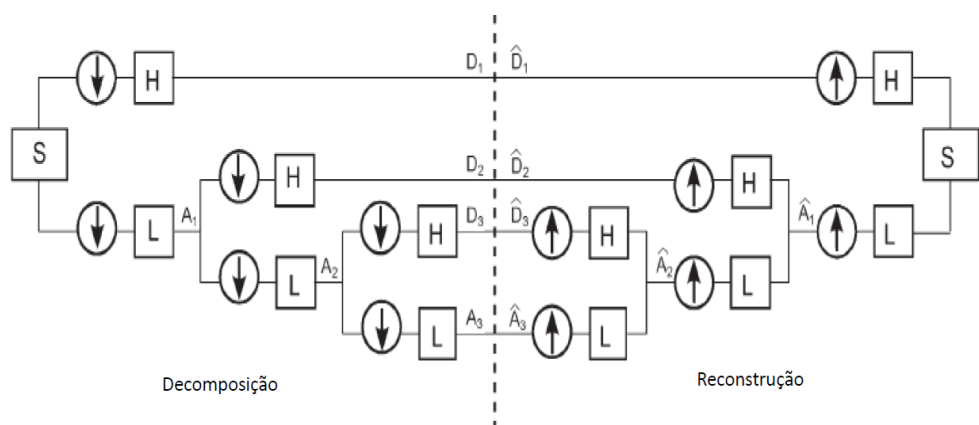 H D₁ D̂₁ H
S S
H D₂ D̂₂ H
L A₁ H D₃ D̂₃ H Â₁ L
L A₂ Â₂ L
L A₃ Â₃ L
Decomposição Reconstrução